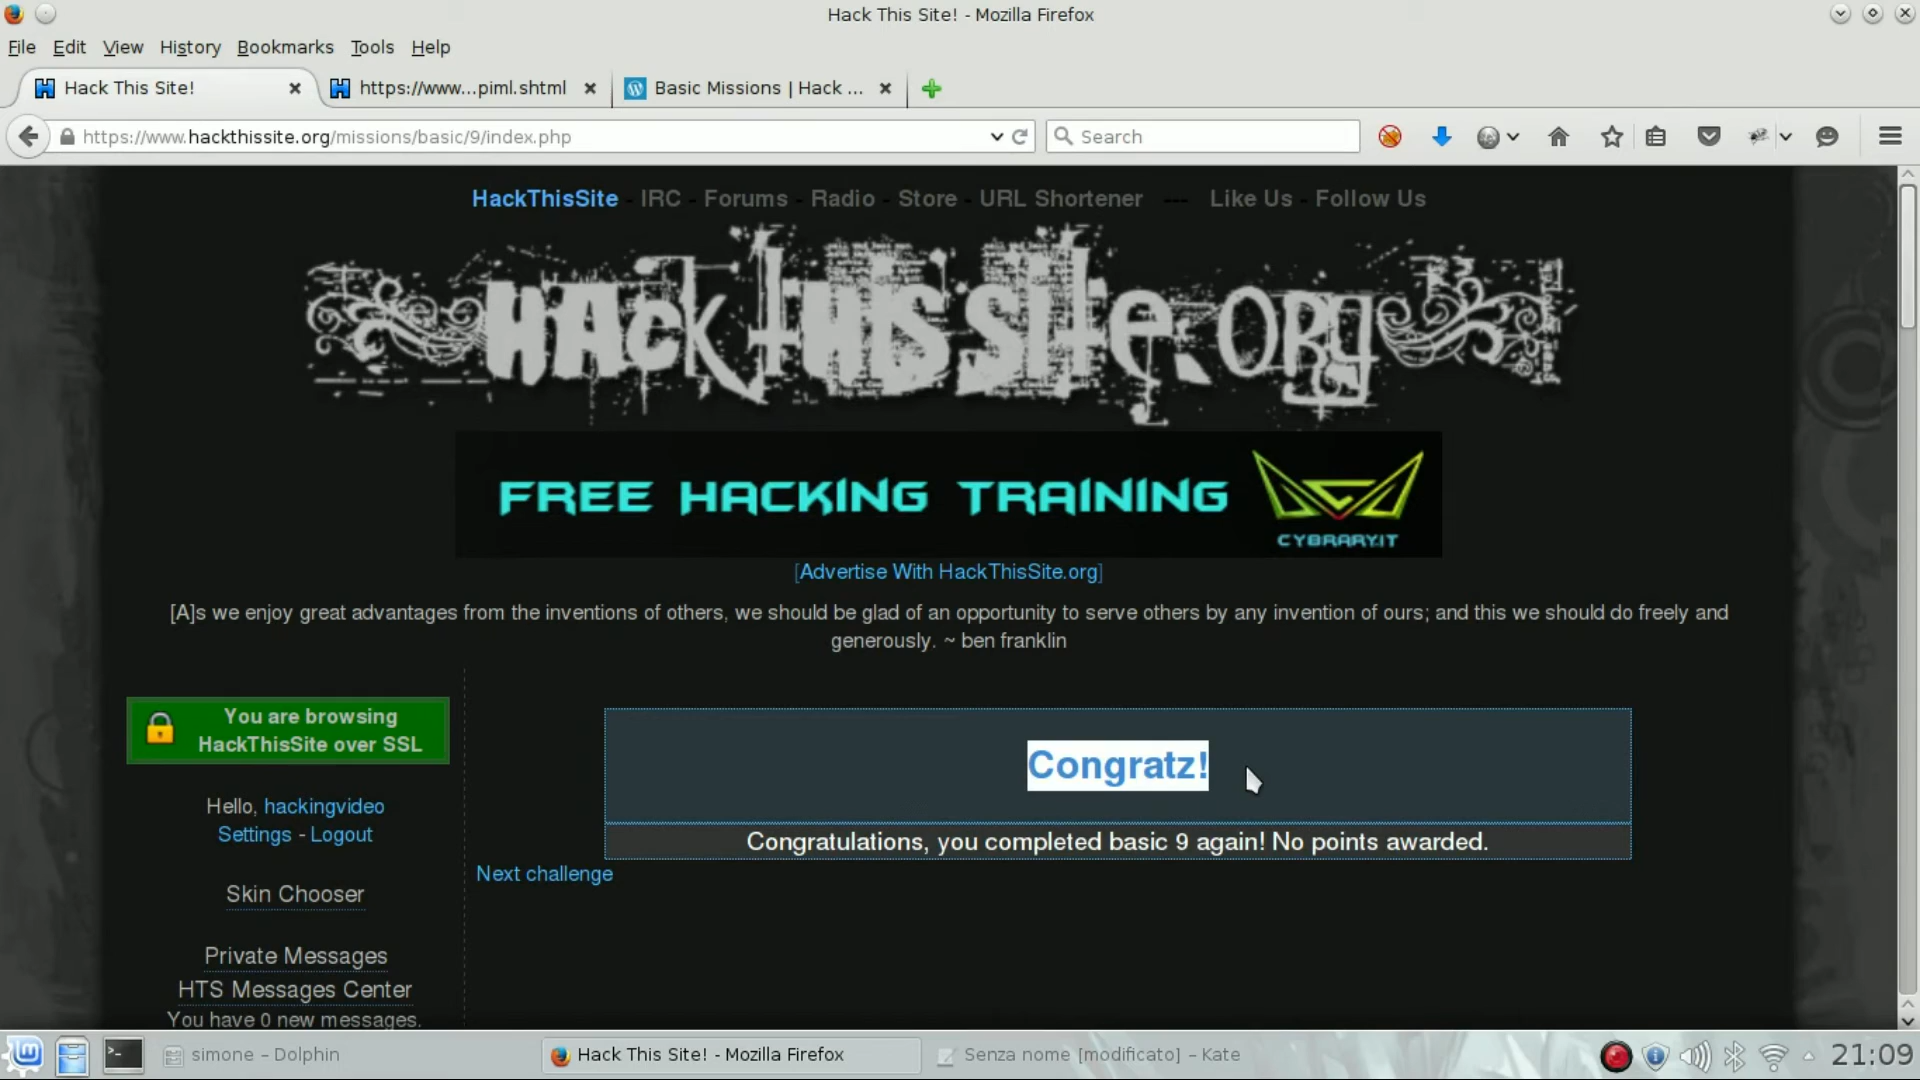 Hack This Site! - Mozilla Firefox
File Edit View History Bookmarks Tools Help
Hack This Site!
https://www...piml.shtml
Basic Missions | Hack ...
https://www.hackthissite.org/missions/basic/9/index.php
Search
HackThisSite - IRC - Forums - Radio - Store - URL Shortener --- Like Us - Follow Us
HACK THIS SITE.ORG
FREE HACKING TRAINING
CYBRARY.IT
[Advertise With HackThisSite.org]
[A]s we enjoy great advantages from the inventions of others, we should be glad of an opportunity to serve others by any invention of ours; and this we should do freely and
generously. ~ ben franklin
You are browsing
HackThisSite over SSL
Hello, hackingvideo
Settings - Logout
Skin Chooser
Private Messages
HTS Messages Center
You have 0 new messages.
Congratz!
Congratulations, you completed basic 9 again! No points awarded.
Next challenge
simone – Dolphin
Hack This Site! - Mozilla Firefox
Senza nome [modificato] – Kate
21:09